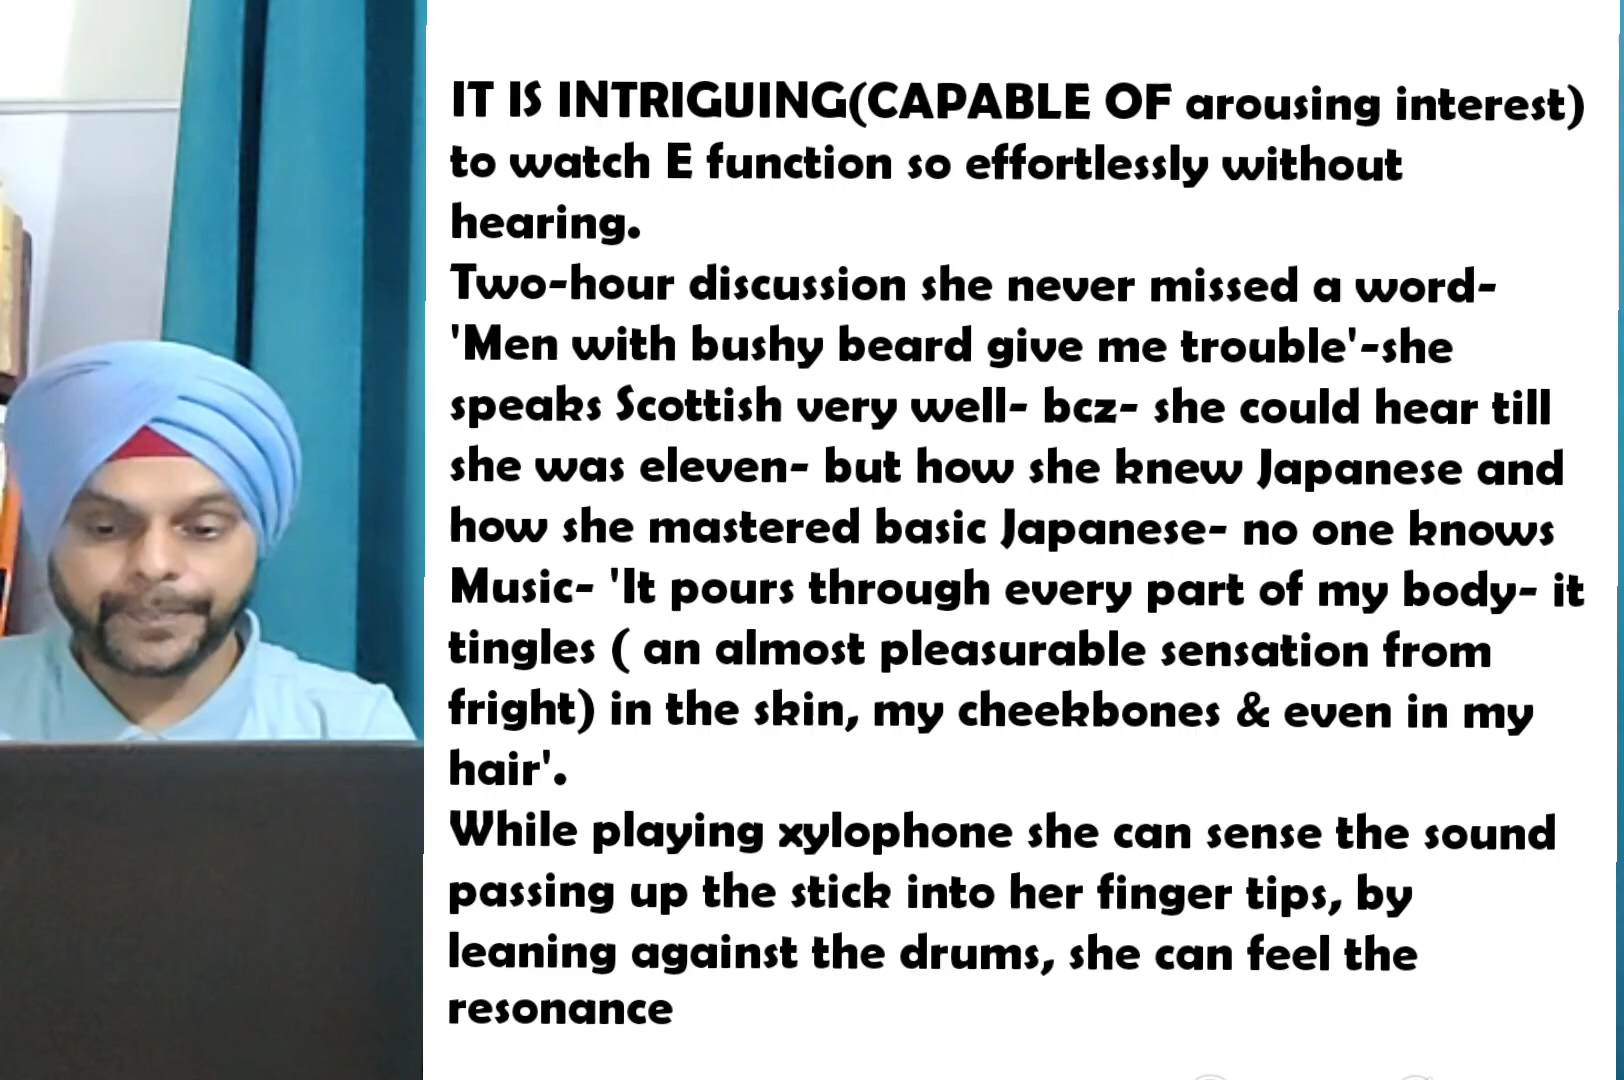 IT IS INTRIGUING(CAPABLE OF arousing interest)
to watch E function so effortlessly without
hearing.
Two-hour discussion she never missed a word-
'Men with bushy beard give me trouble'-she
speaks Scottish very well- bcz- she could hear till
she was eleven- but how she knew Japanese and
how she mastered basic Japanese- no one knows
Music- 'It pours through every part of my body- it
tingles ( an almost pleasurable sensation from
fright) in the skin, my cheekbones & even in my
hair'.
While playing xylophone she can sense the sound
passing up the stick into her finger tips, by
leaning against the drums, she can feel the
resonance